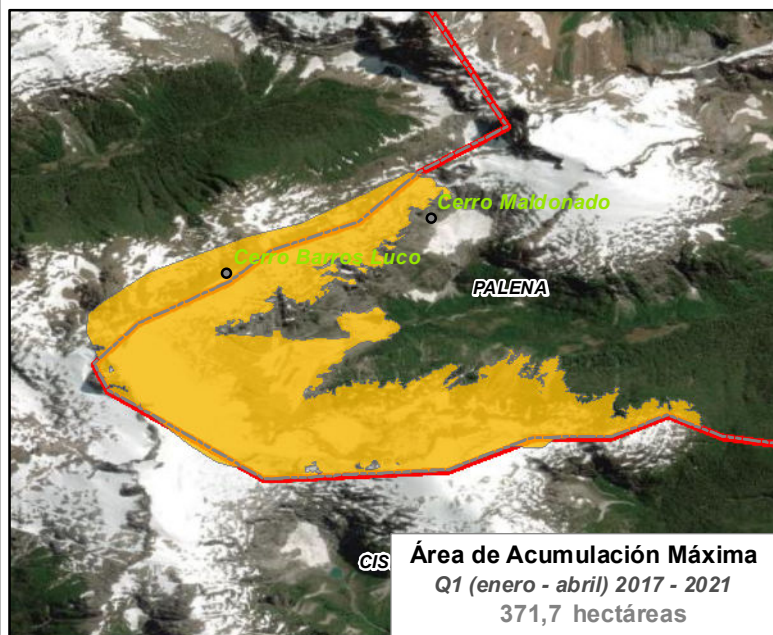 Cerro Maldonado
Cerro Barros Luco
PALENA
CIS
Área de Acumulación Máxima
Q1 (enero - abril) 2017 - 2021
371,7 hectáreas